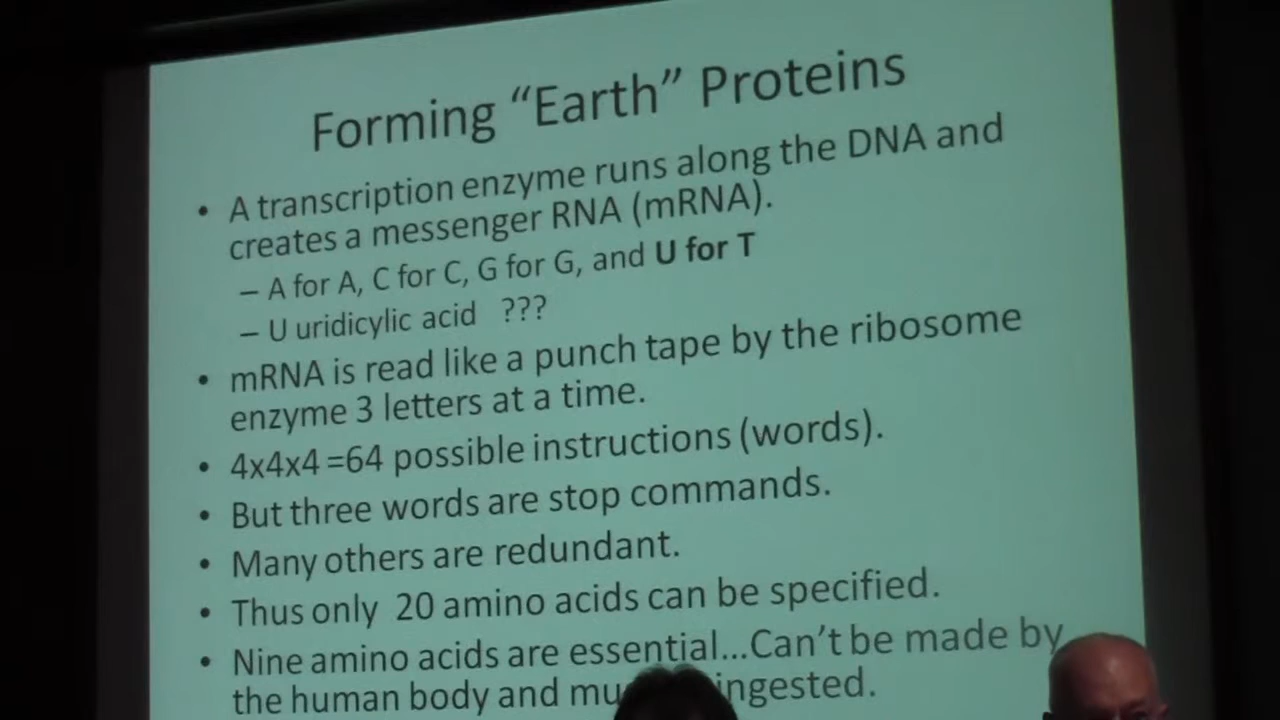 Forming “Earth” Proteins
• A transcription enzyme runs along the DNA and
creates a messenger RNA (mRNA).
– A for A, C for C, G for G, and U for T
– U uridicylic acid ???
• mRNA is read like a punch tape by the ribosome
enzyme 3 letters at a time.
• 4x4x4 =64 possible instructions (words).
• But three words are stop commands.
• Many others are redundant.
• Thus only 20 amino acids can be specified.
• Nine amino acids are essential...Can’t be made by
the human body and ingested.